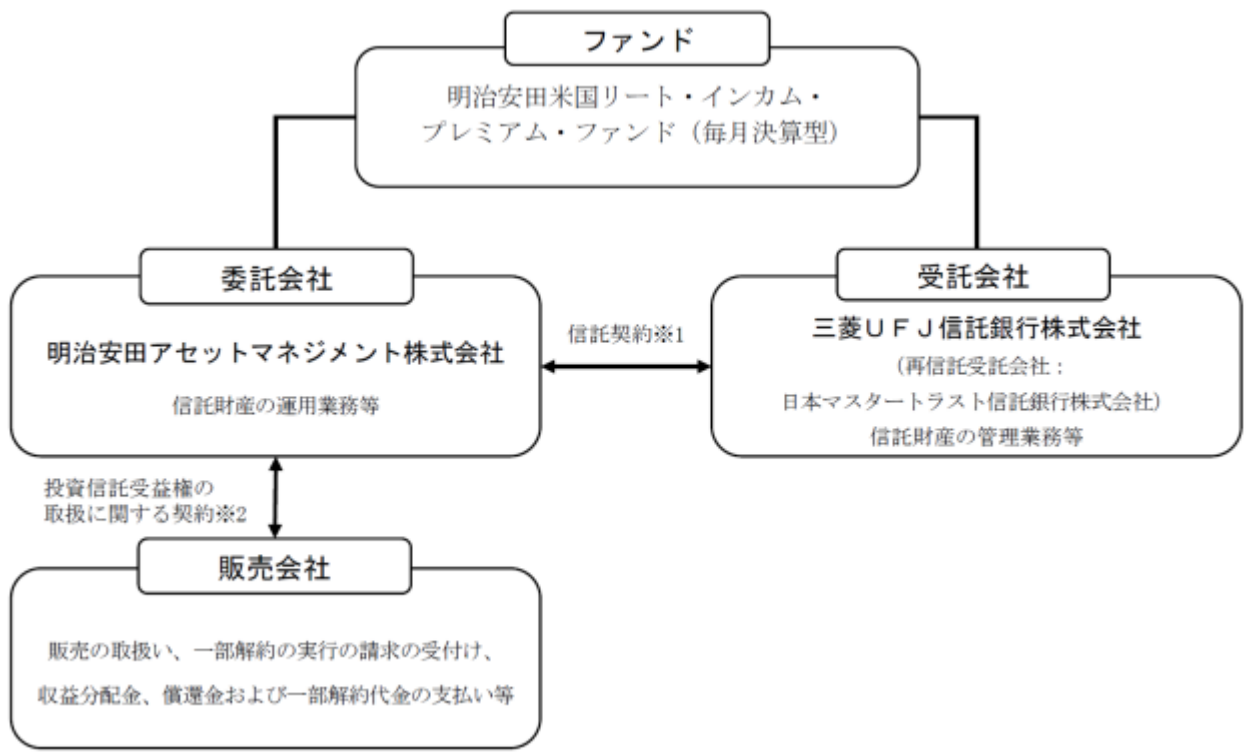 ファンド
明治安田米国リート・インカム・
プレミアム・ファンド（毎月決算型）
委託会社
明治安田アセットマネジメント株式会社
信託財産の運用業務等
信託契約※1
受託会社
三菱ＵＦＪ信託銀行株式会社
（再信託受託会社：
日本マスタートラスト信託銀行株式会社）
信託財産の管理業務等
投資信託受益権の
取扱に関する契約※2
販売会社
販売の取扱い、一部解約の実行の請求の受付け、
収益分配金、償還金および一部解約代金の支払い等